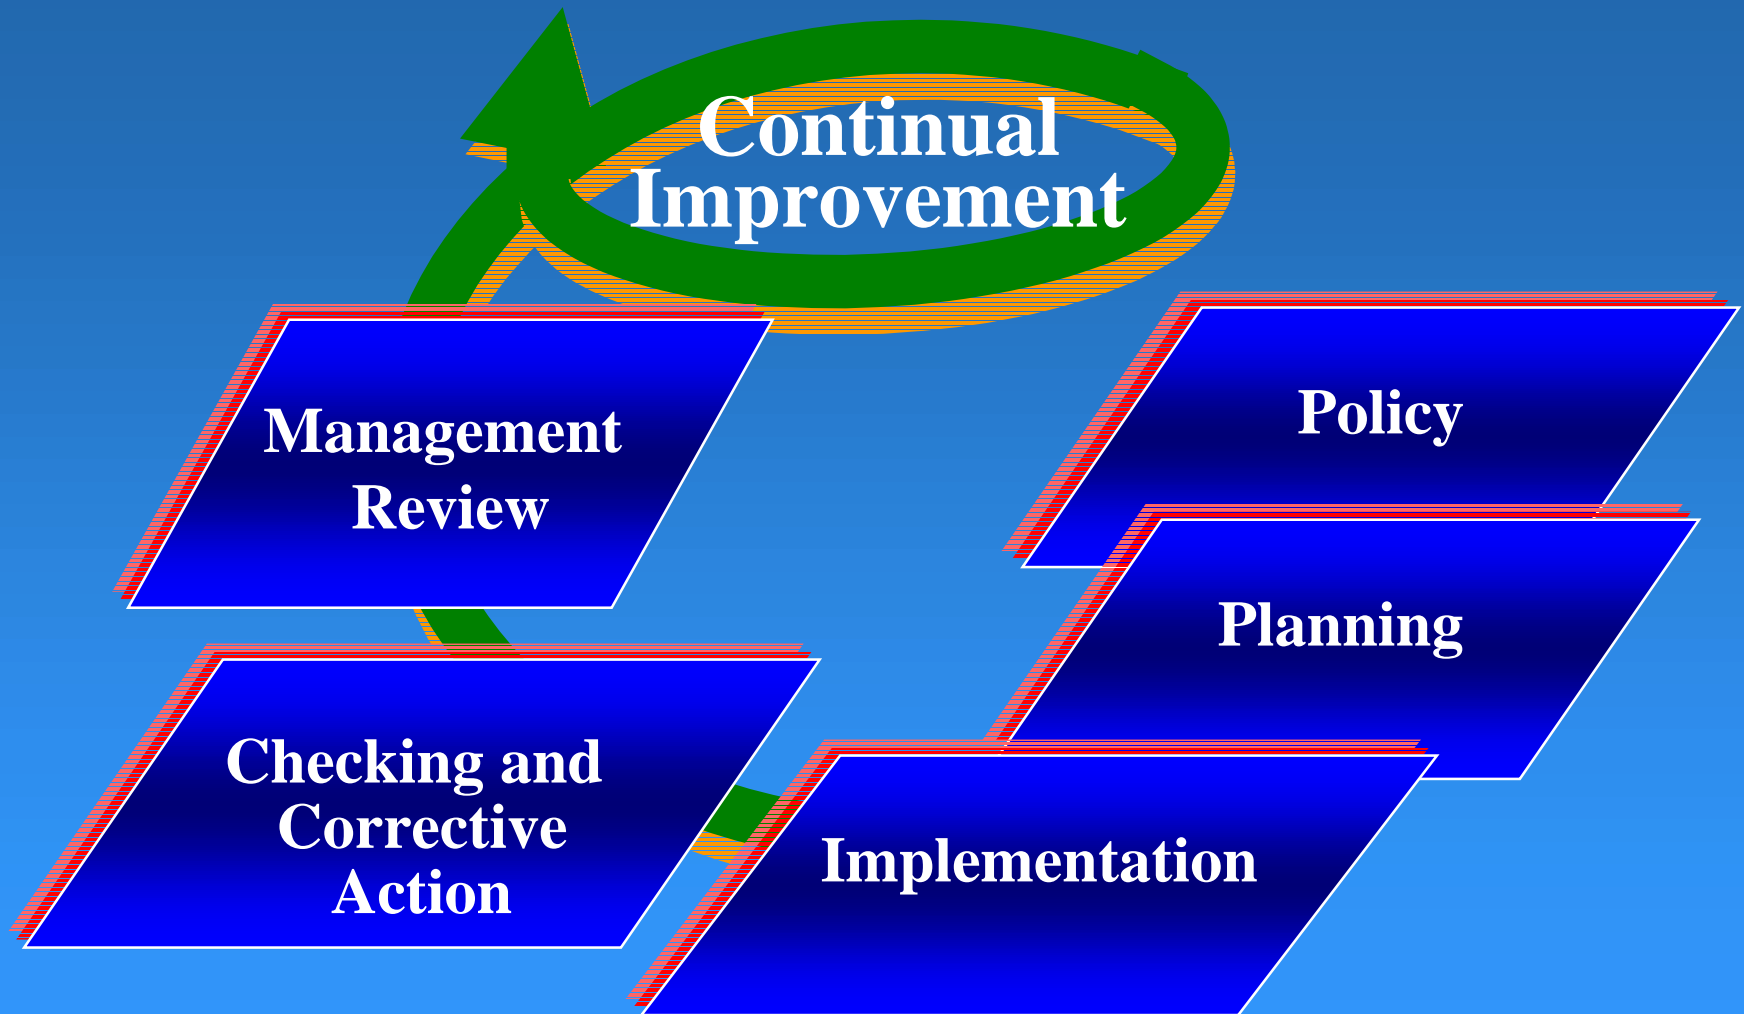 Continual
Improvement
Policy
Planning
Implementation
Checking and
Corrective
Action
Management
Review